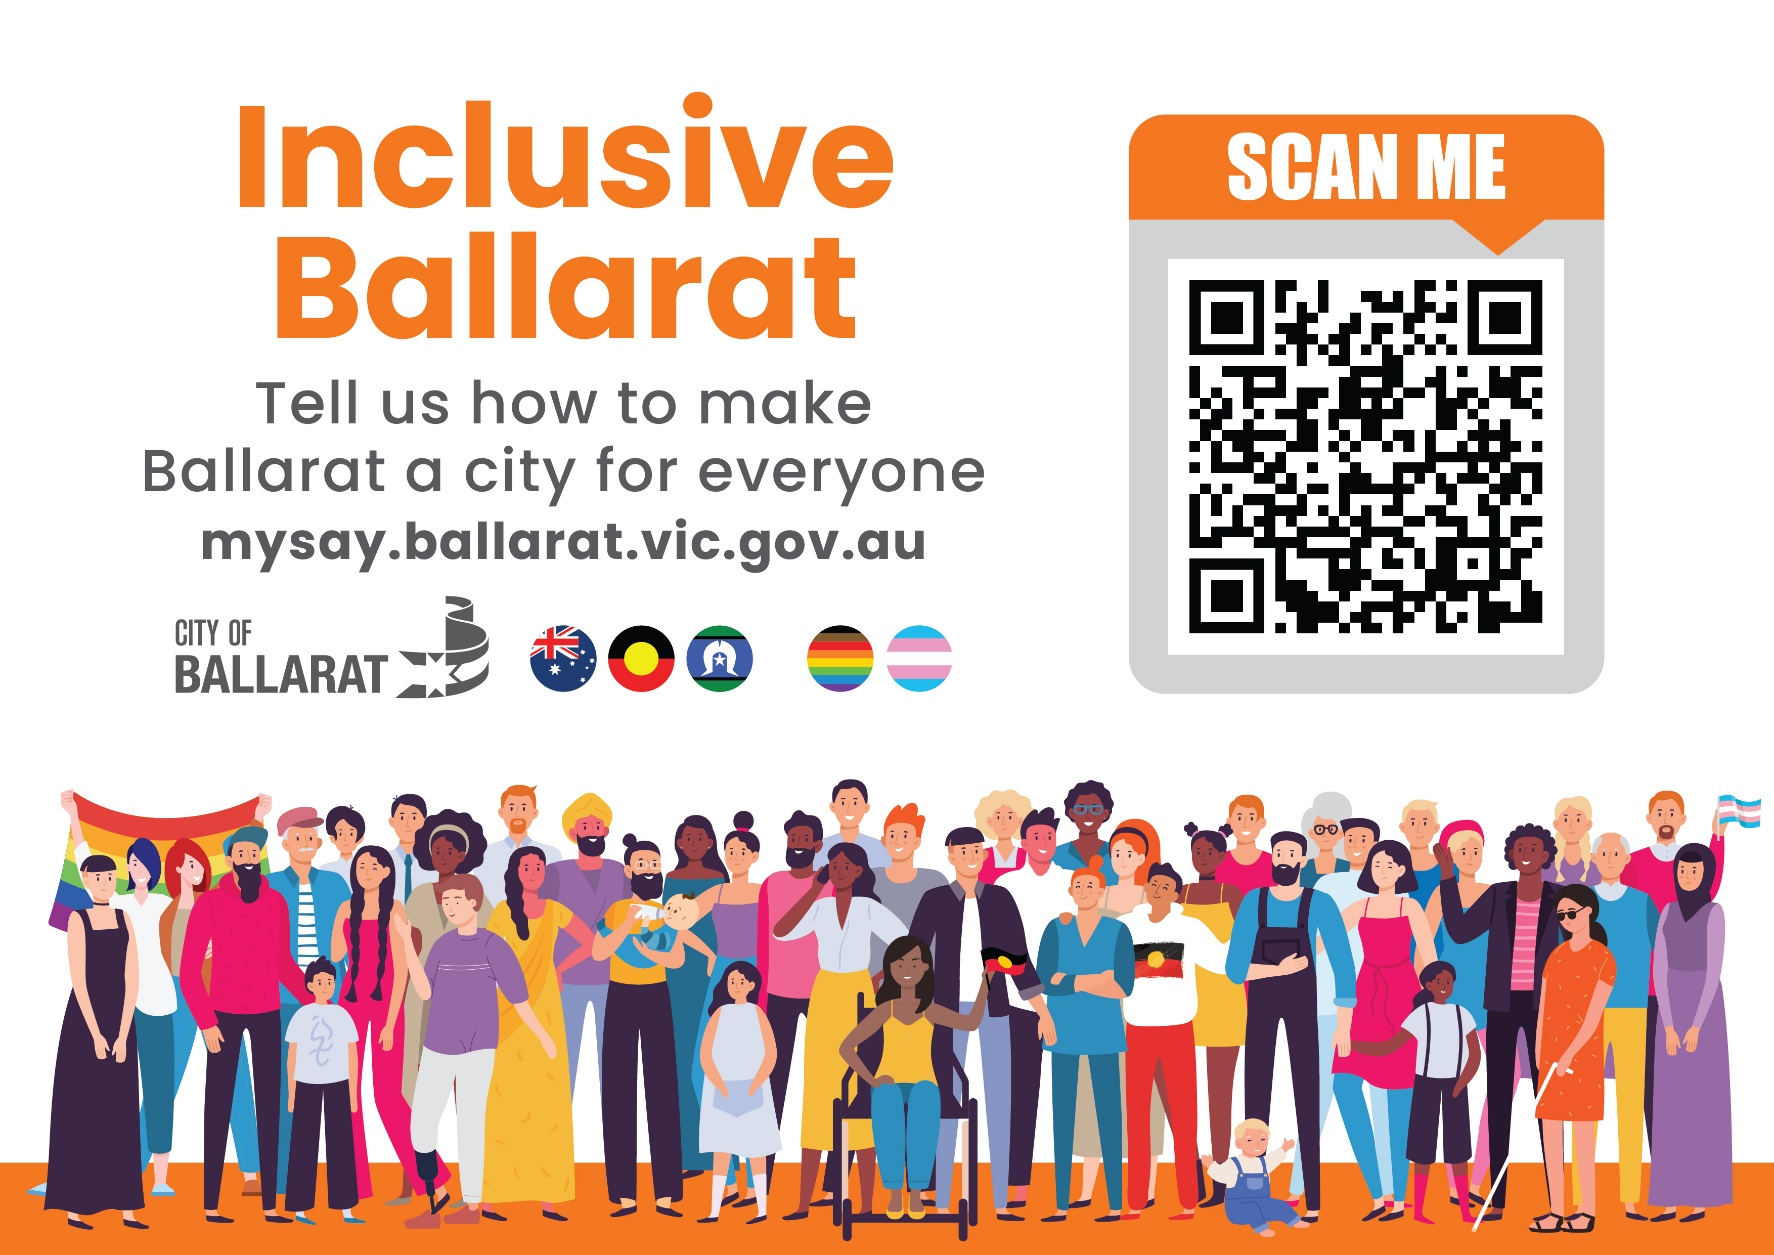 Inclusive
Ballarat
Tell us how to make
Ballarat a city for everyone
mysay.ballarat.vic.gov.au
CITY OF
BALLARAT
SCAN ME